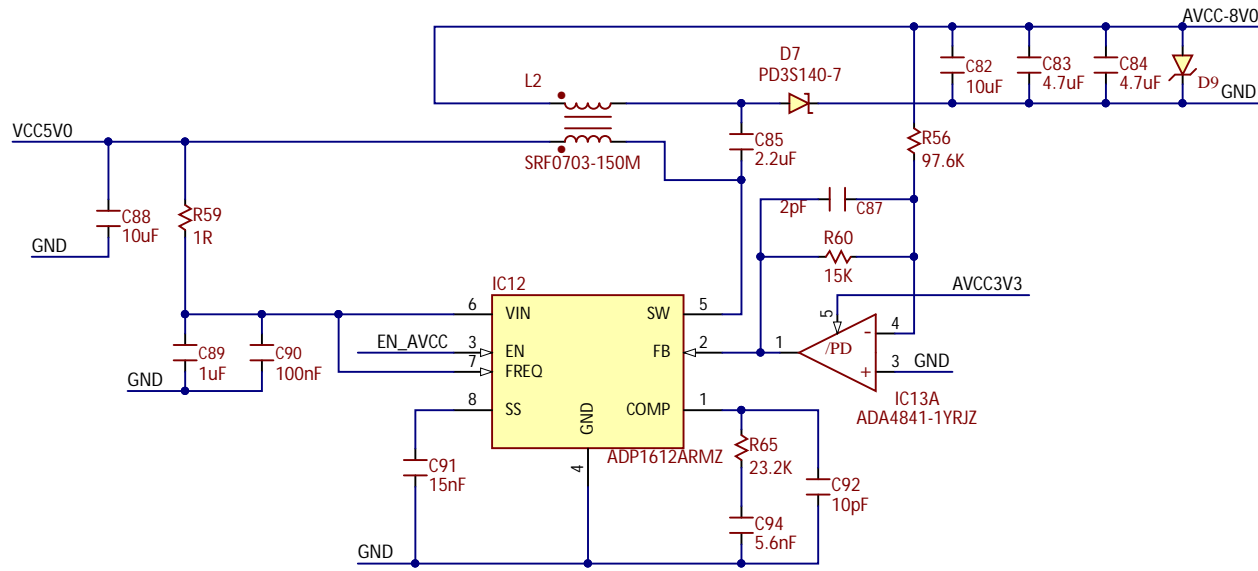 AVCC-8V0
D7
PD3S140-7
C82
10uF
C83
4.7uF
C84
4.7uF
D9
GND
L2
VCC5V0
SRF0703-150M
C85
2.2uF
R56
97.6K
C88
10uF
R59
1R
GND
2pF
C87
R60
15K
IC12
AVCC3V3
6
VIN
SW
5
5
4
-
/PD
EN_AVCC
3
EN
FB
2
1
7
FREQ
+
3
GND
C89
1uF
C90
100nF
GND
IC13A
ADA4841-1YRJZ
8
SS
GND
COMP
1
4
ADP1612ARMZ
R65
23.2K
C91
15nF
C92
10pF
C94
5.6nF
GND